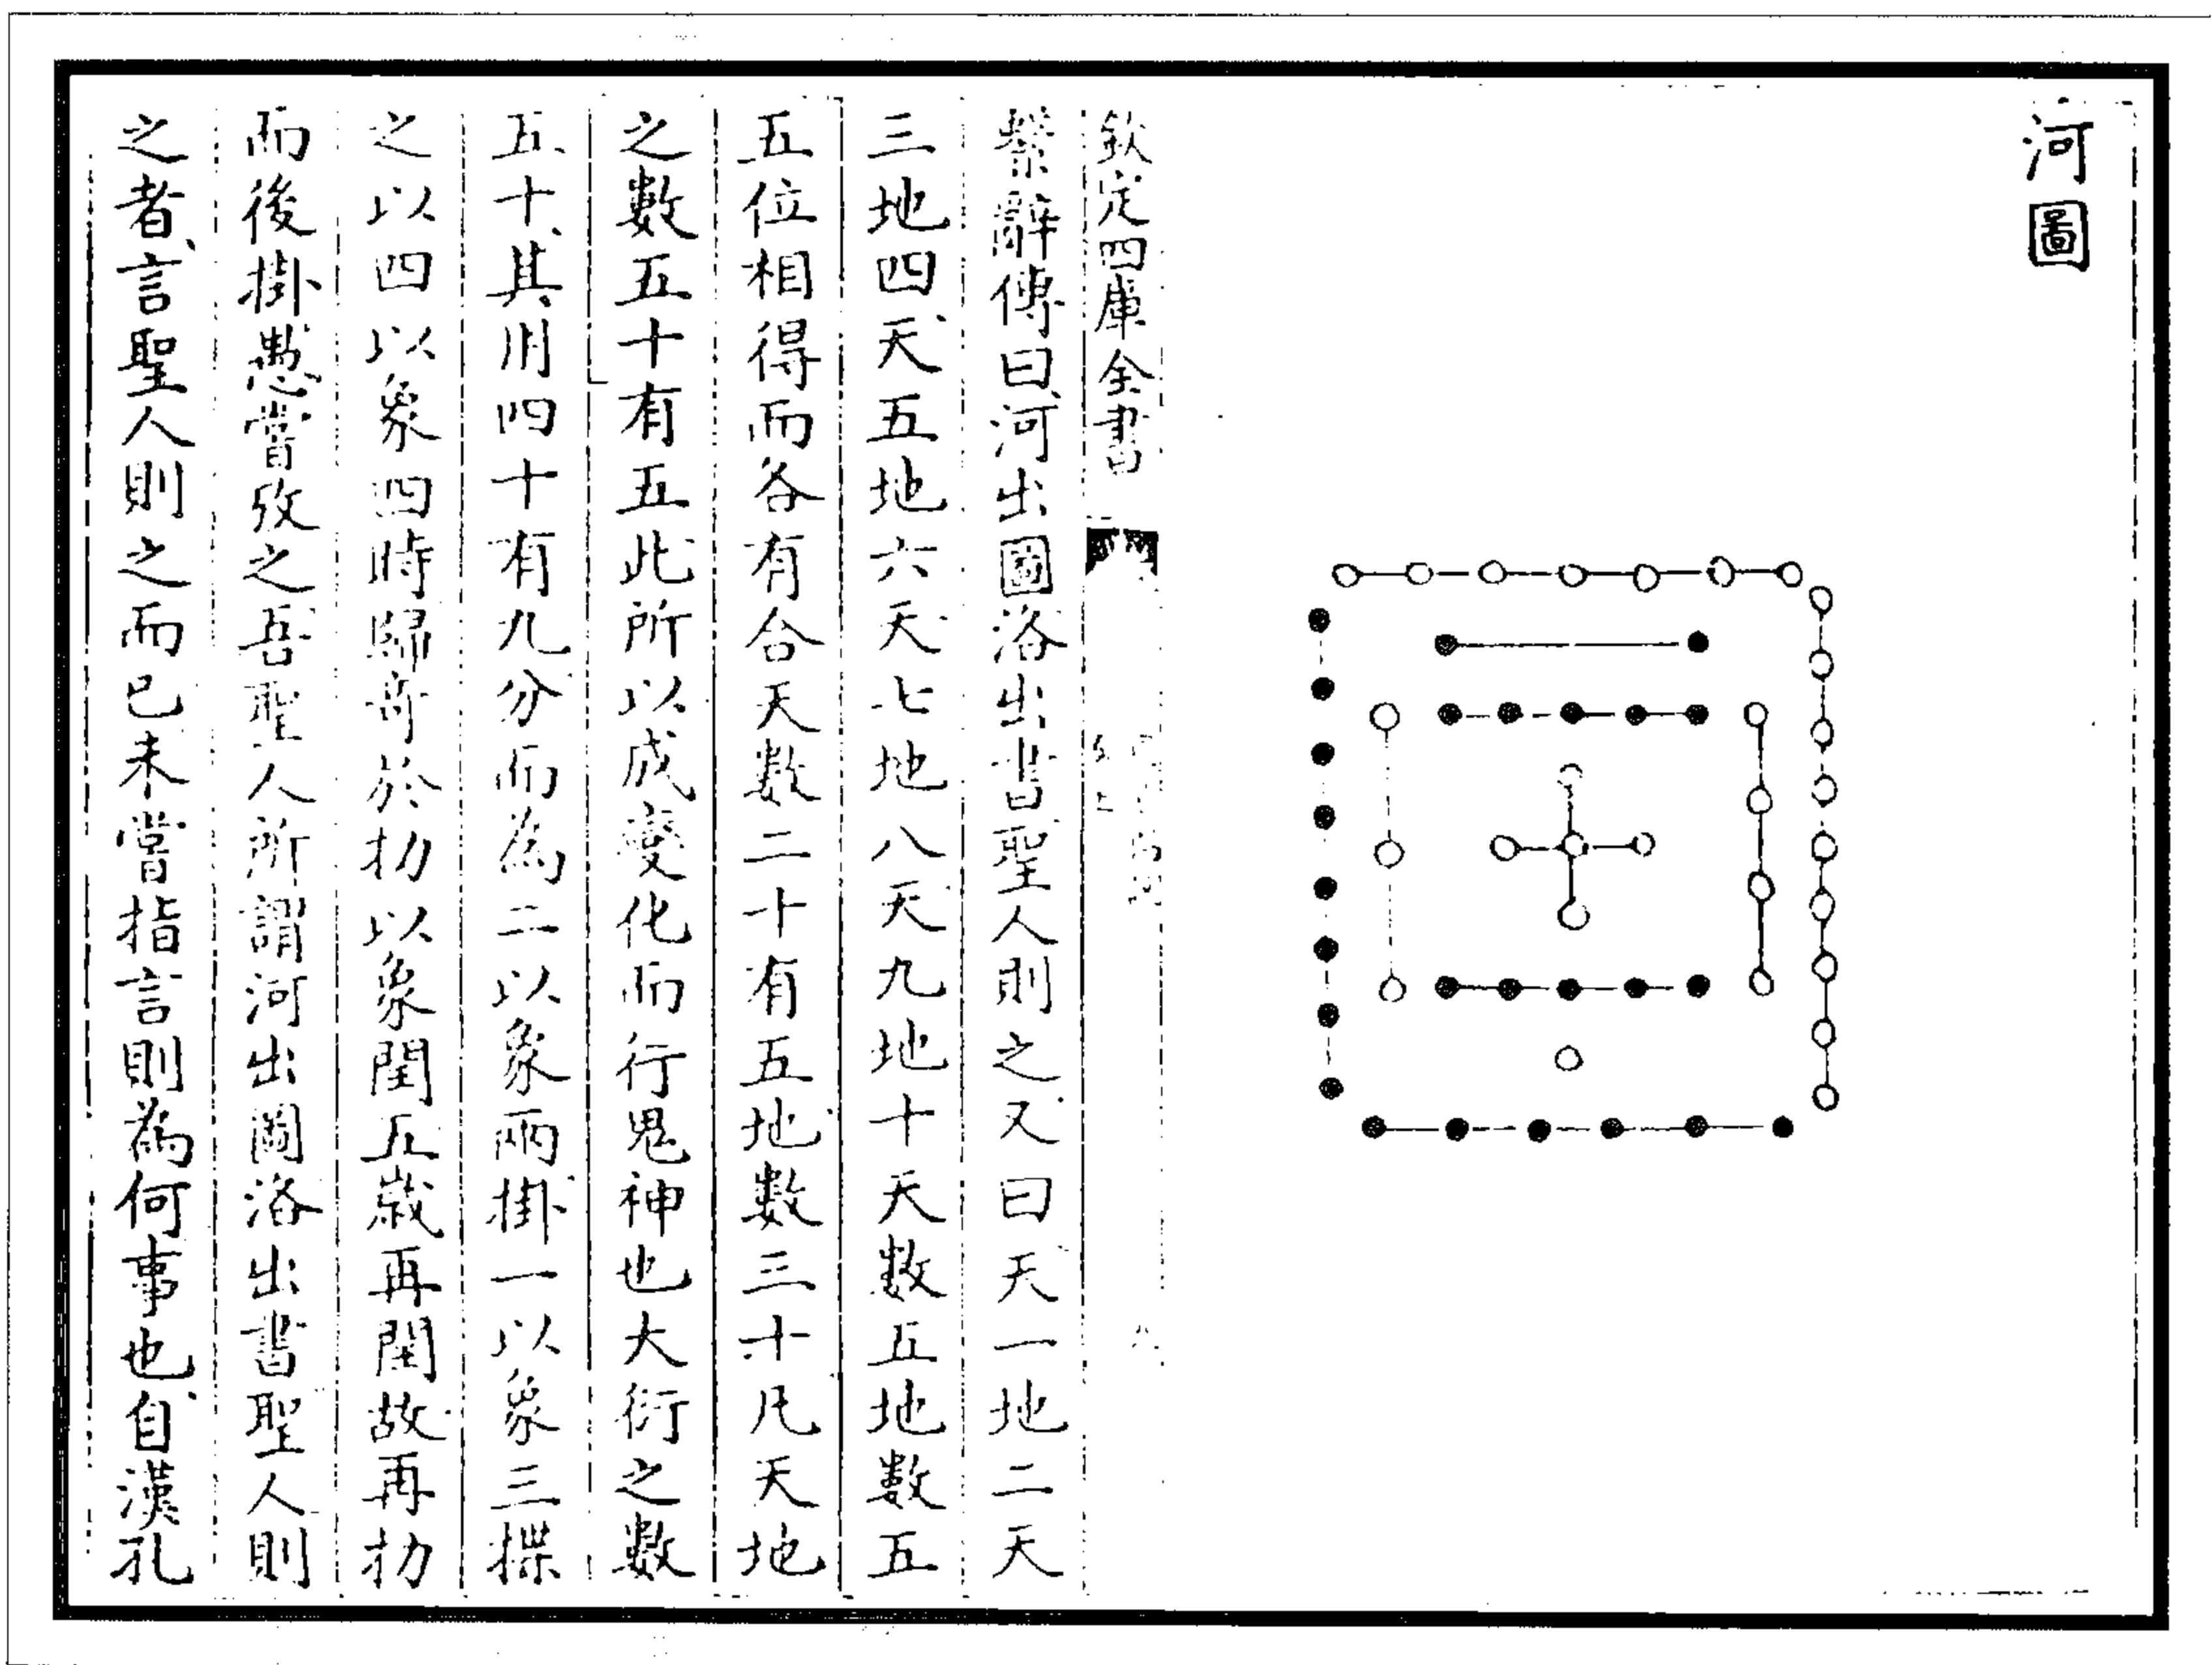 河圖
欽定四庫全書
繫辭傳曰河出圖洛出書聖人則之又曰天一地二天
三地四天五地六天七地八天九地十天數五地數五
五位相得而各有合天數二十有五地數三十凡天地
之數五十有五此所以成變化而行鬼神也大衍之數
五十其用四十有九分而為二以象兩掛一以象三揲
之以四以象四時歸奇於扐以象閏五歲再閏故再扐
而後掛愚嘗攷之吾聖人所謂河出圖洛出書聖人則
之者言聖人則之而已未嘗指言則為何事也自漢孔